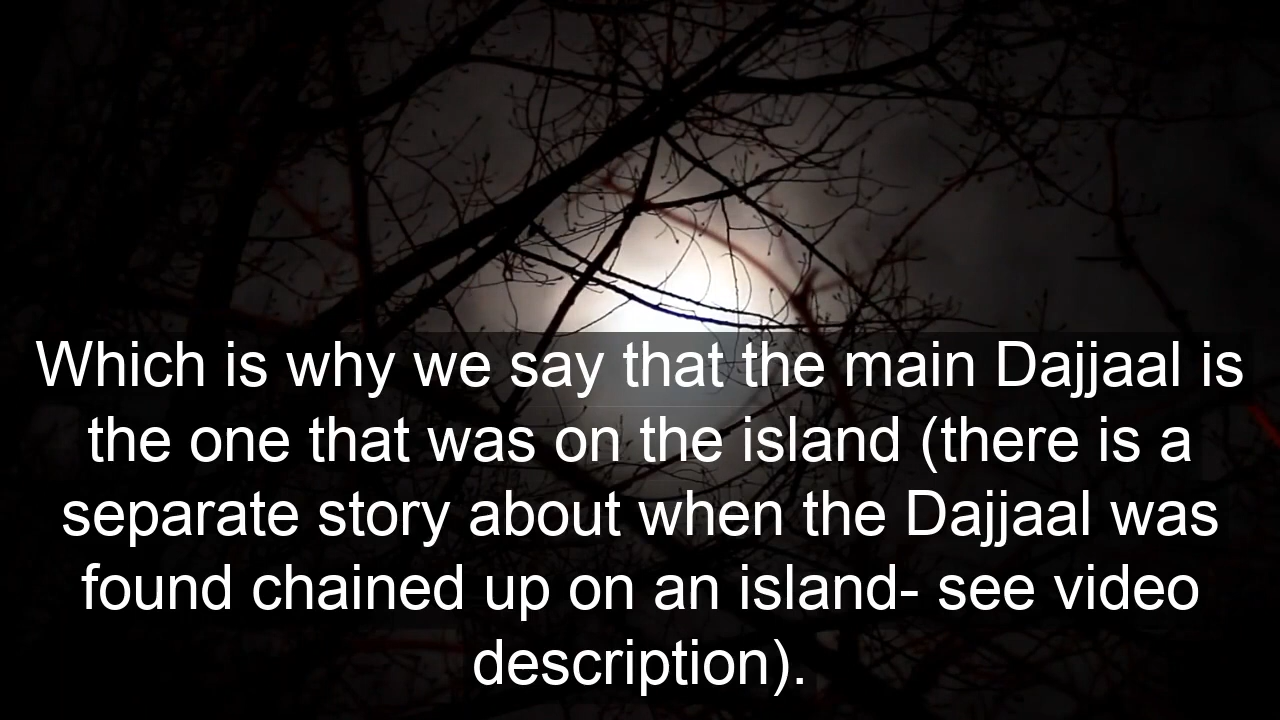 Which is why we say that the main Dajjaal is
the one that was on the island (there is a
separate story about when the Dajjaal was
found chained up on an island- see video
description).